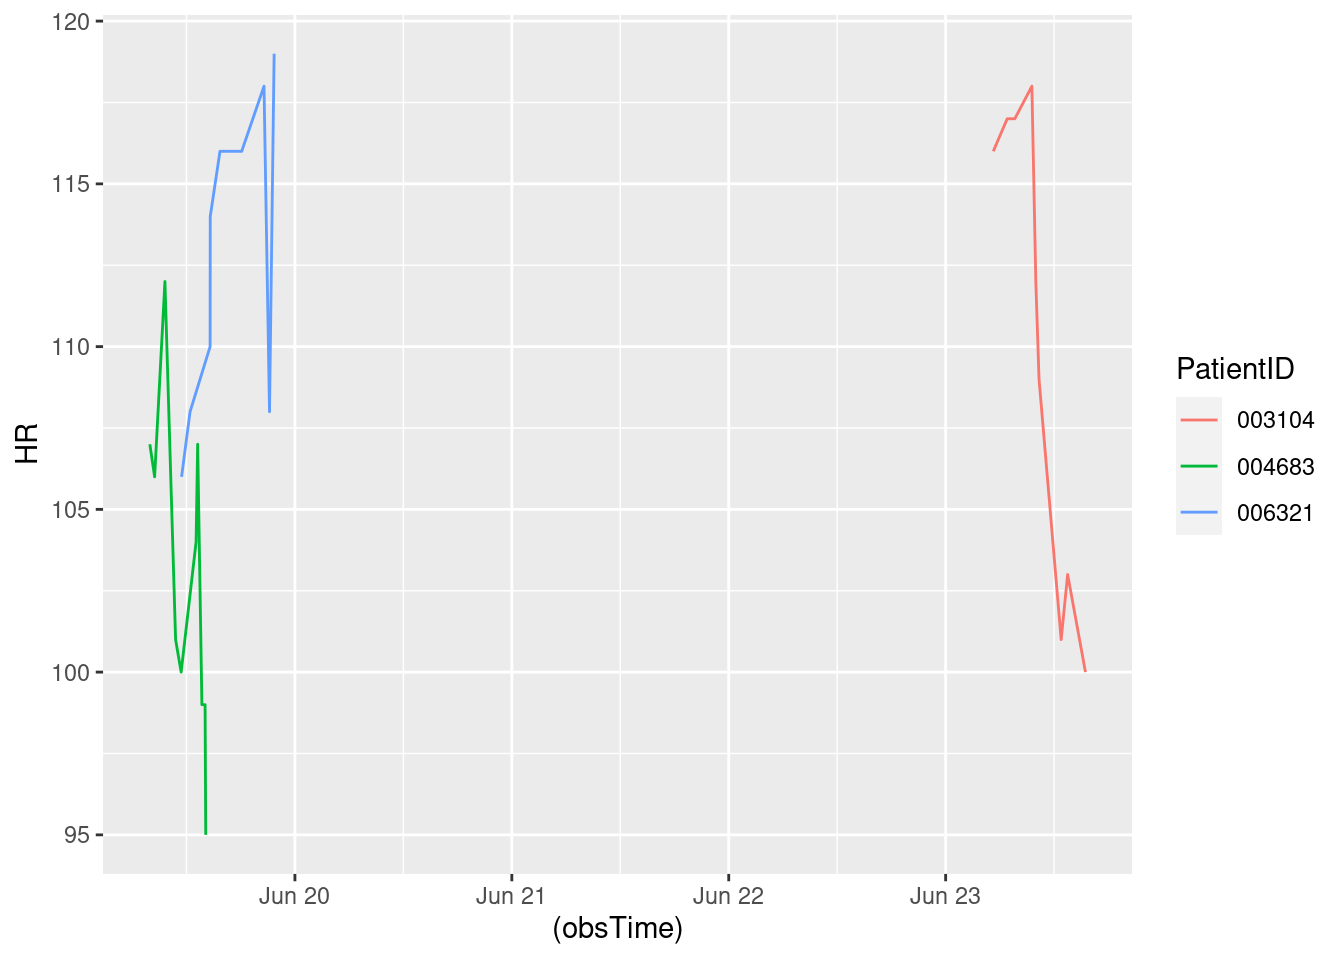 120
115
110
105
100
95
HR
Jun 20
Jun 21
Jun 22
Jun 23
(obsTime)
PatientID
003104
004683
006321